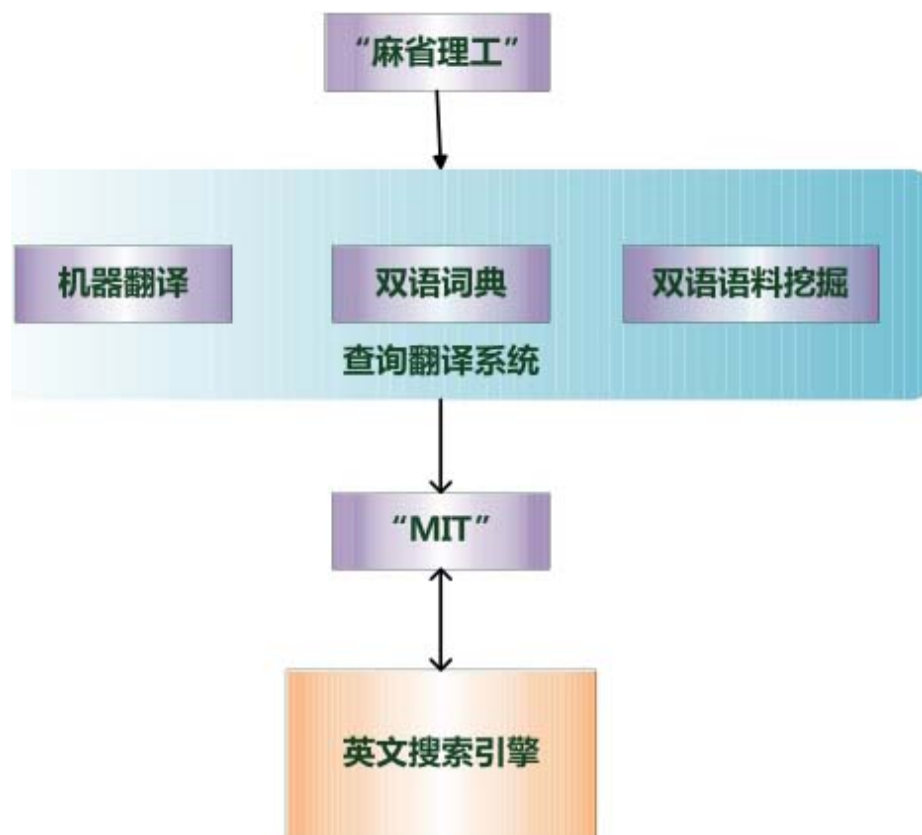 “麻省理工”
机器翻译
双语词典
双语语料挖掘
查询翻译系统
“MIT”
英文搜索引擎